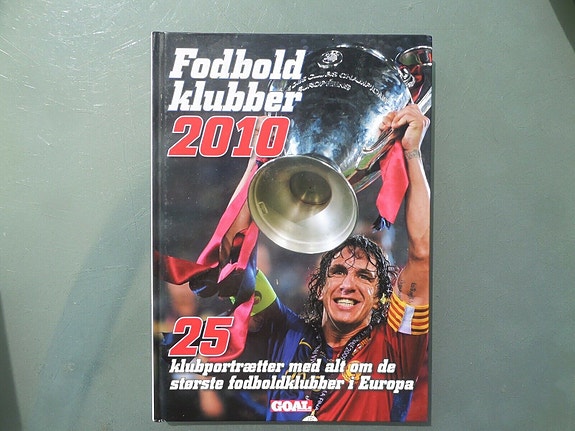 Fodbold
klubber
2010
25
klubportrætter med alt om de
største fodboldklubber i Europa
GOAL